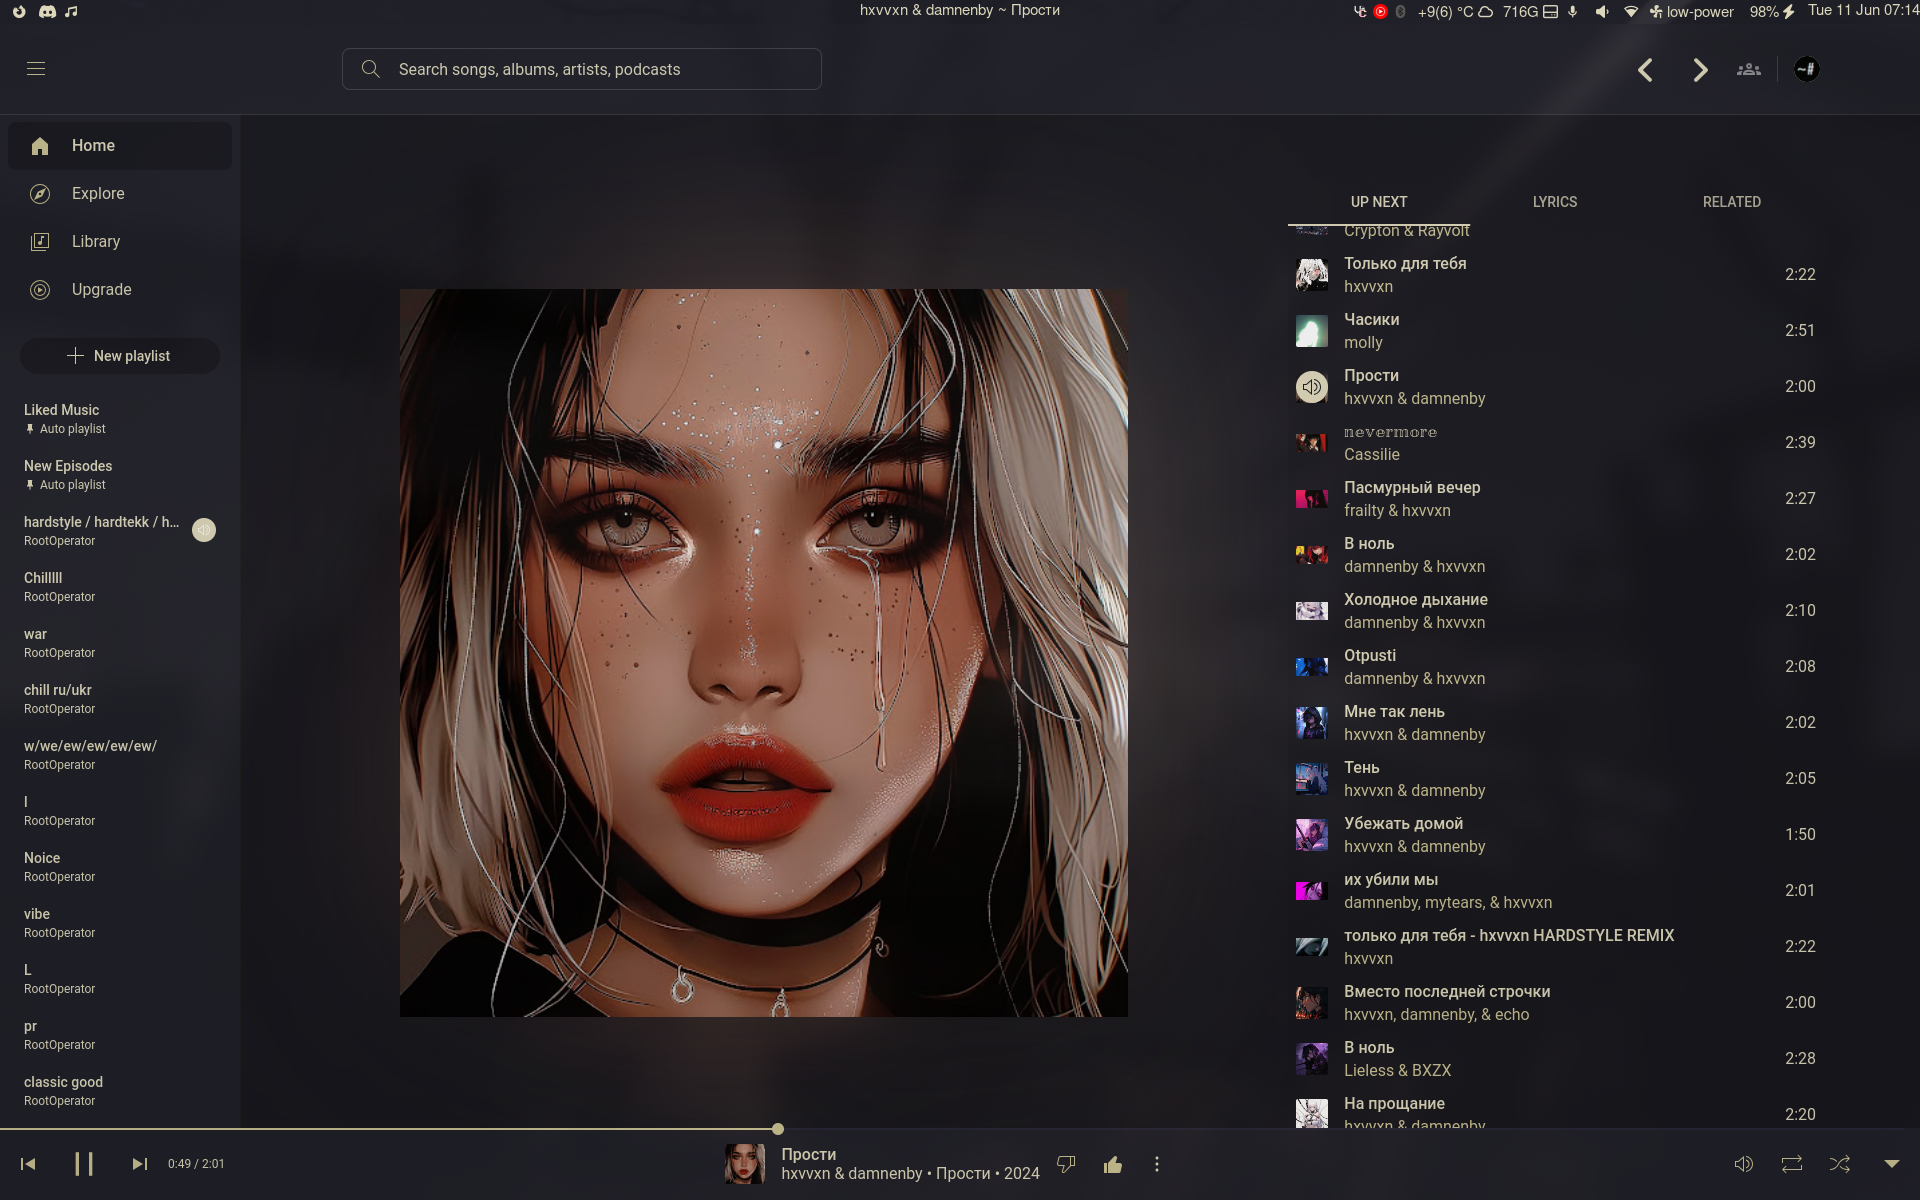 hxvvxn & damnenby ~ Прости
+9(6) °C 716G low-power 98% Tue 11 Jun 07:14
Search songs, albums, artists, podcasts
~#
Home
Explore
Library
Upgrade
New playlist
Liked Music
Auto playlist
New Episodes
Auto playlist
hardstyle / hardtekk / h...
RootOperator
Chilllll
RootOperator
war
RootOperator
chill ru/ukr
RootOperator
w/we/ew/ew/ew/ew/
RootOperator
l
RootOperator
Noice
RootOperator
vibe
RootOperator
L
RootOperator
pr
RootOperator
classic good
RootOperator
UP NEXT LYRICS RELATED
Crypton & Rayvolt
Только для тебя
hxvvxn
2:22
Часики
molly
2:51
Прости
hxvvxn & damnenby
2:00
𝕟𝕖𝕧𝕖𝕣𝕞𝕠𝕣𝕖
Cassilie
2:39
Пасмурный вечер
frailty & hxvvxn
2:27
В ноль
damnenby & hxvvxn
2:02
Холодное дыхание
damnenby & hxvvxn
2:10
Otpusti
damnenby & hxvvxn
2:08
Мне так лень
hxvvxn & damnenby
2:02
Тень
hxvvxn & damnenby
2:05
Убежать домой
hxvvxn & damnenby
1:50
их убили мы
damnenby, mytears, & hxvvxn
2:01
только для тебя - hxvvxn HARDSTYLE REMIX
hxvvxn
2:22
Вместо последней строчки
hxvvxn, damnenby, & echo
2:00
В ноль
Lieless & BXZX
2:28
На прощание
hxvvxn & damnenby
2:20
0:49 / 2:01
Прости
hxvvxn & damnenby • Прости • 2024